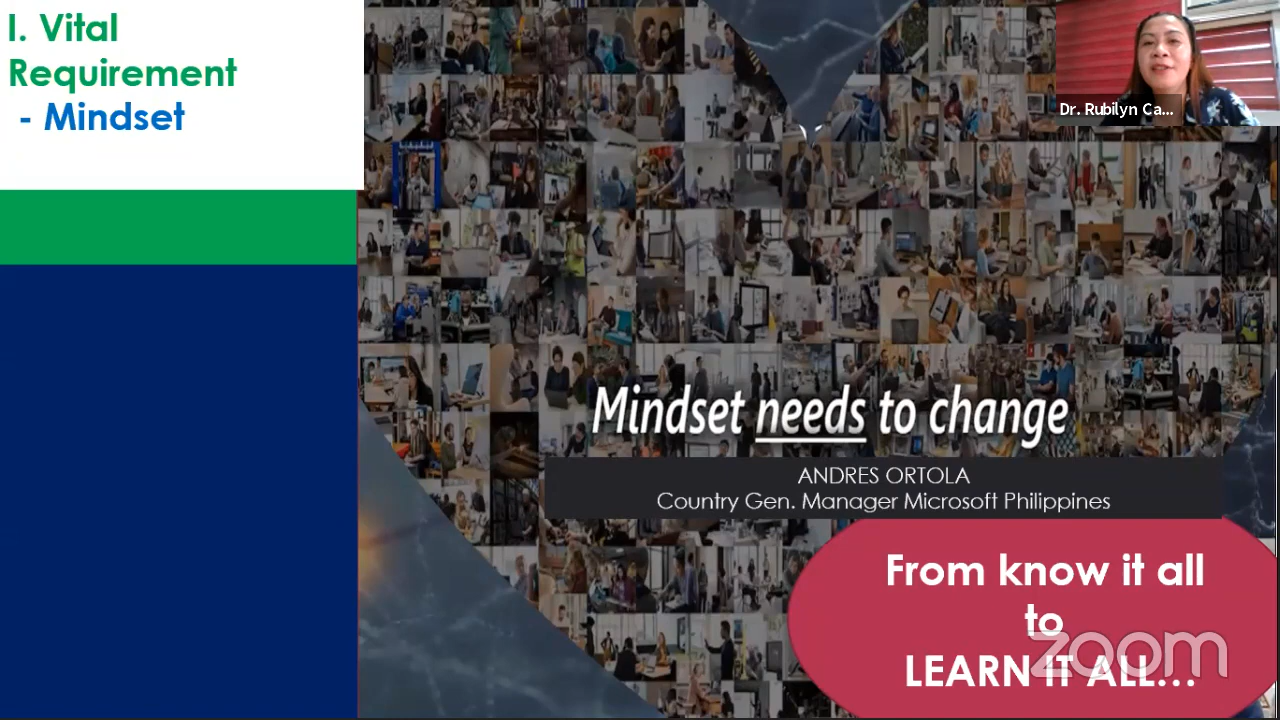 I. Vital
Requirement
- Mindset
Dr. Rubilyn Ca...
Mindset needs to change
ANDRES ORTOLA
Country Gen. Manager Microsoft Philippines
From know it all
to
LEARN IT ALL...
zoom